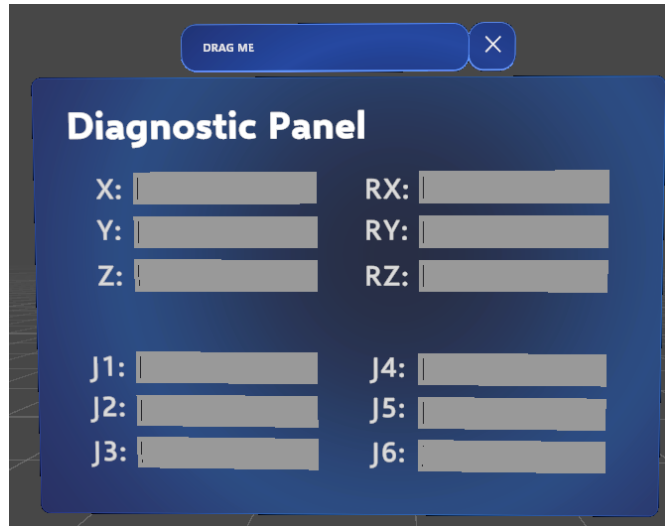 DRAG ME
Diagnostic Panel
X: RX:
Y: RY:
Z: RZ:
J1: J4:
J2: J5:
J3: J6: